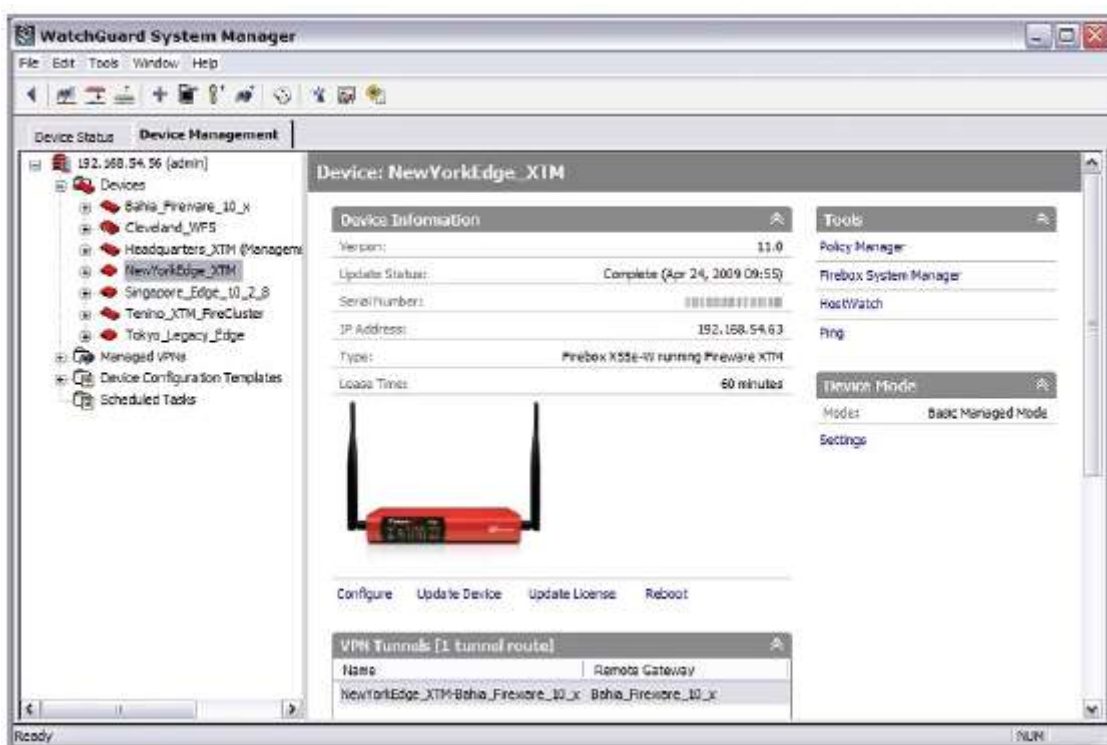 WatchGuard System Manager
File Edit Tools Window Help
Device Status Device Management
192.168.54.56 (admin)
Devices
Bahia_Fireware_10_x
Cleveland_WFS
Headquarters_XTM (Managem
NewYorkEdge_XTM
Singapore_Edge_10_2_8
Tenino_XTM_FireCluster
Tokyo_Legacy_Edge
Managed VPNs
Device Configuration Templates
Scheduled Tasks
Device: NewYorkEdge_XTM
Device Information
Version: 11.0
Update Status: Complete (Apr 24, 2009 09:55)
Serial Number:
IP Address: 192.168.54.63
Type: Firebox X55e-W running Fireware XTM
Lease Time: 60 minutes
Configure Update Device Update License Reboot
VPN Tunnels [1 tunnel route]
Name Remote Gateway
NewYorkEdge_XTM-Bahia_Fireware_10_x Bahia_Fireware_10_x
Tools
Policy Manager
Firebox System Manager
HostWatch
Ping
Device Mode
Mode: Basic Managed Mode
Settings
Ready NUM